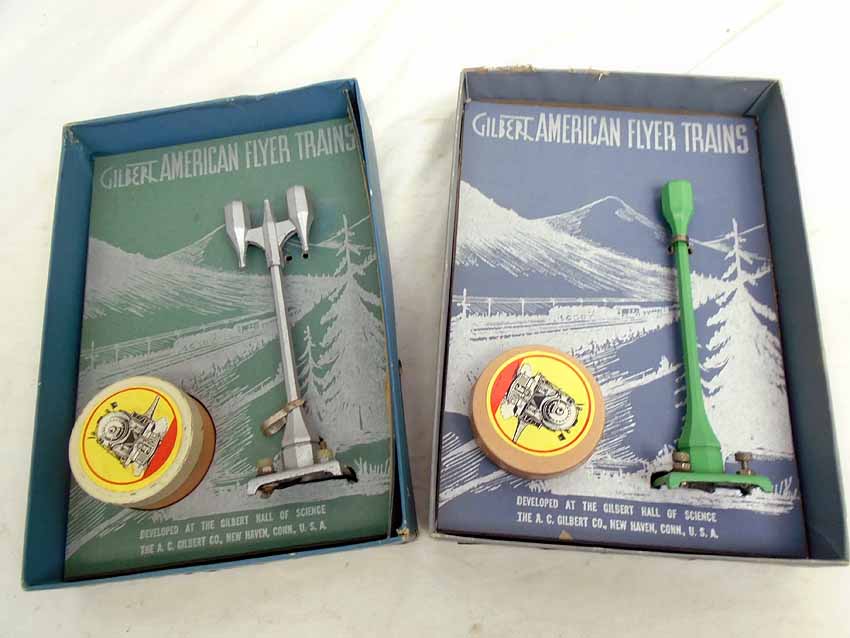 GILBERT AMERICAN FLYER TRAINS
DEVELOPED AT THE GILBERT HALL OF SCIENCE
THE A. C. GILBERT CO., NEW HAVEN, CONN., U. S. A.
GILBERT AMERICAN FLYER TRAINS
DEVELOPED AT THE GILBERT HALL OF SCIENCE
THE A. C. GILBERT CO., NEW HAVEN, CONN., U. S. A.